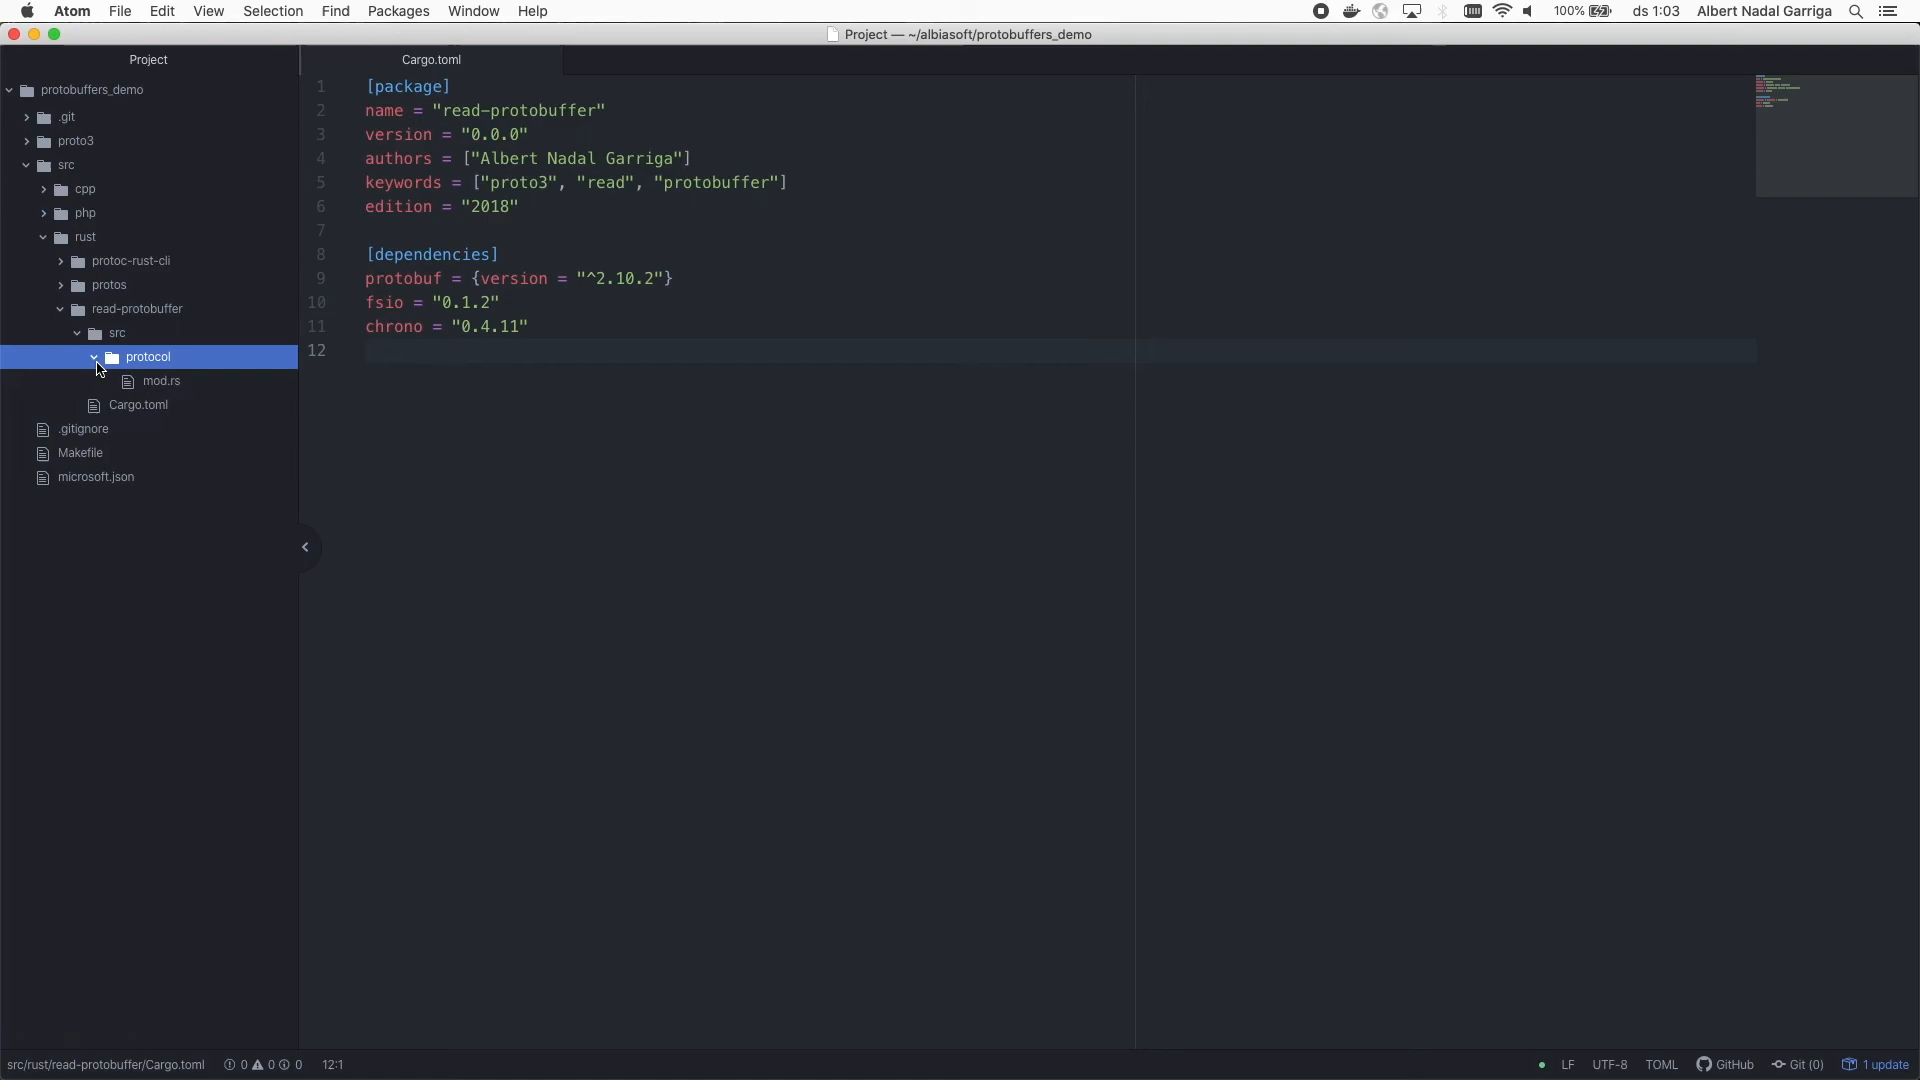 Atom File Edit View Selection Find Packages Window Help 100% ds 1:03 Albert Nadal Garriga
Project — ~/albiasoft/protobuffers_demo
Project
Cargo.toml
protobuffers_demo
.git
proto3
src
cpp
php
rust
protoc-rust-cli
protos
read-protobuffer
src
protocol
mod.rs
Cargo.toml
.gitignore
Makefile
microsoft.json
1 [package]
2 name = "read-protobuffer"
3 version = "0.0.0"
4 authors = ["Albert Nadal Garriga"]
5 keywords = ["proto3", "read", "protobuffer"]
6 edition = "2018"
7
8 [dependencies]
9 protobuf = {version = "^2.10.2"}
10 fsio = "0.1.2"
11 chrono = "0.4.11"
12
src/rust/read-protobuffer/Cargo.toml 0 0 0 12:1 LF UTF-8 TOML GitHub Git (0) 1 update